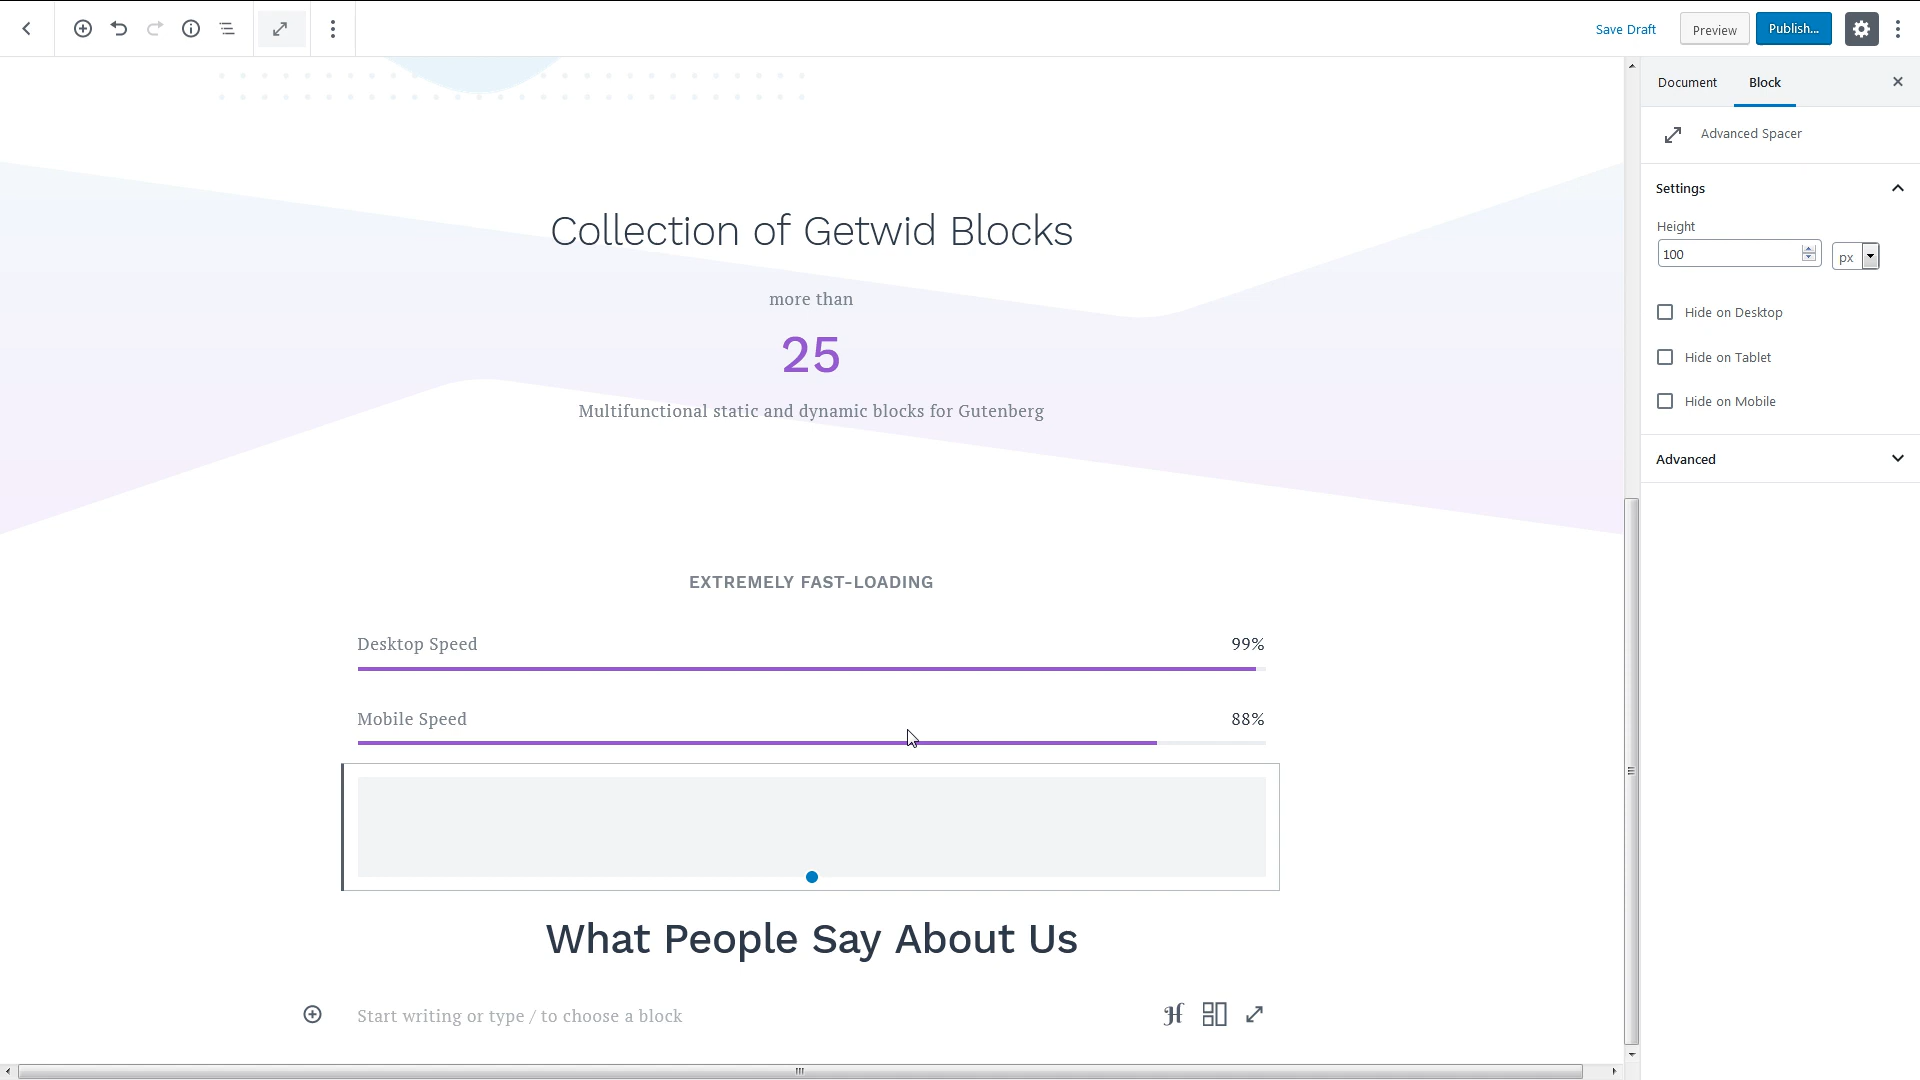 Save Draft
Preview
Publish...
Document
Block
Advanced Spacer
Settings
Height
100
px
Hide on Desktop
Hide on Tablet
Hide on Mobile
Advanced
Collection of Getwid Blocks
more than
25
Multifunctional static and dynamic blocks for Gutenberg
EXTREMELY FAST-LOADING
Desktop Speed 99%
Mobile Speed 88%
What People Say About Us
Start writing or type / to choose a block